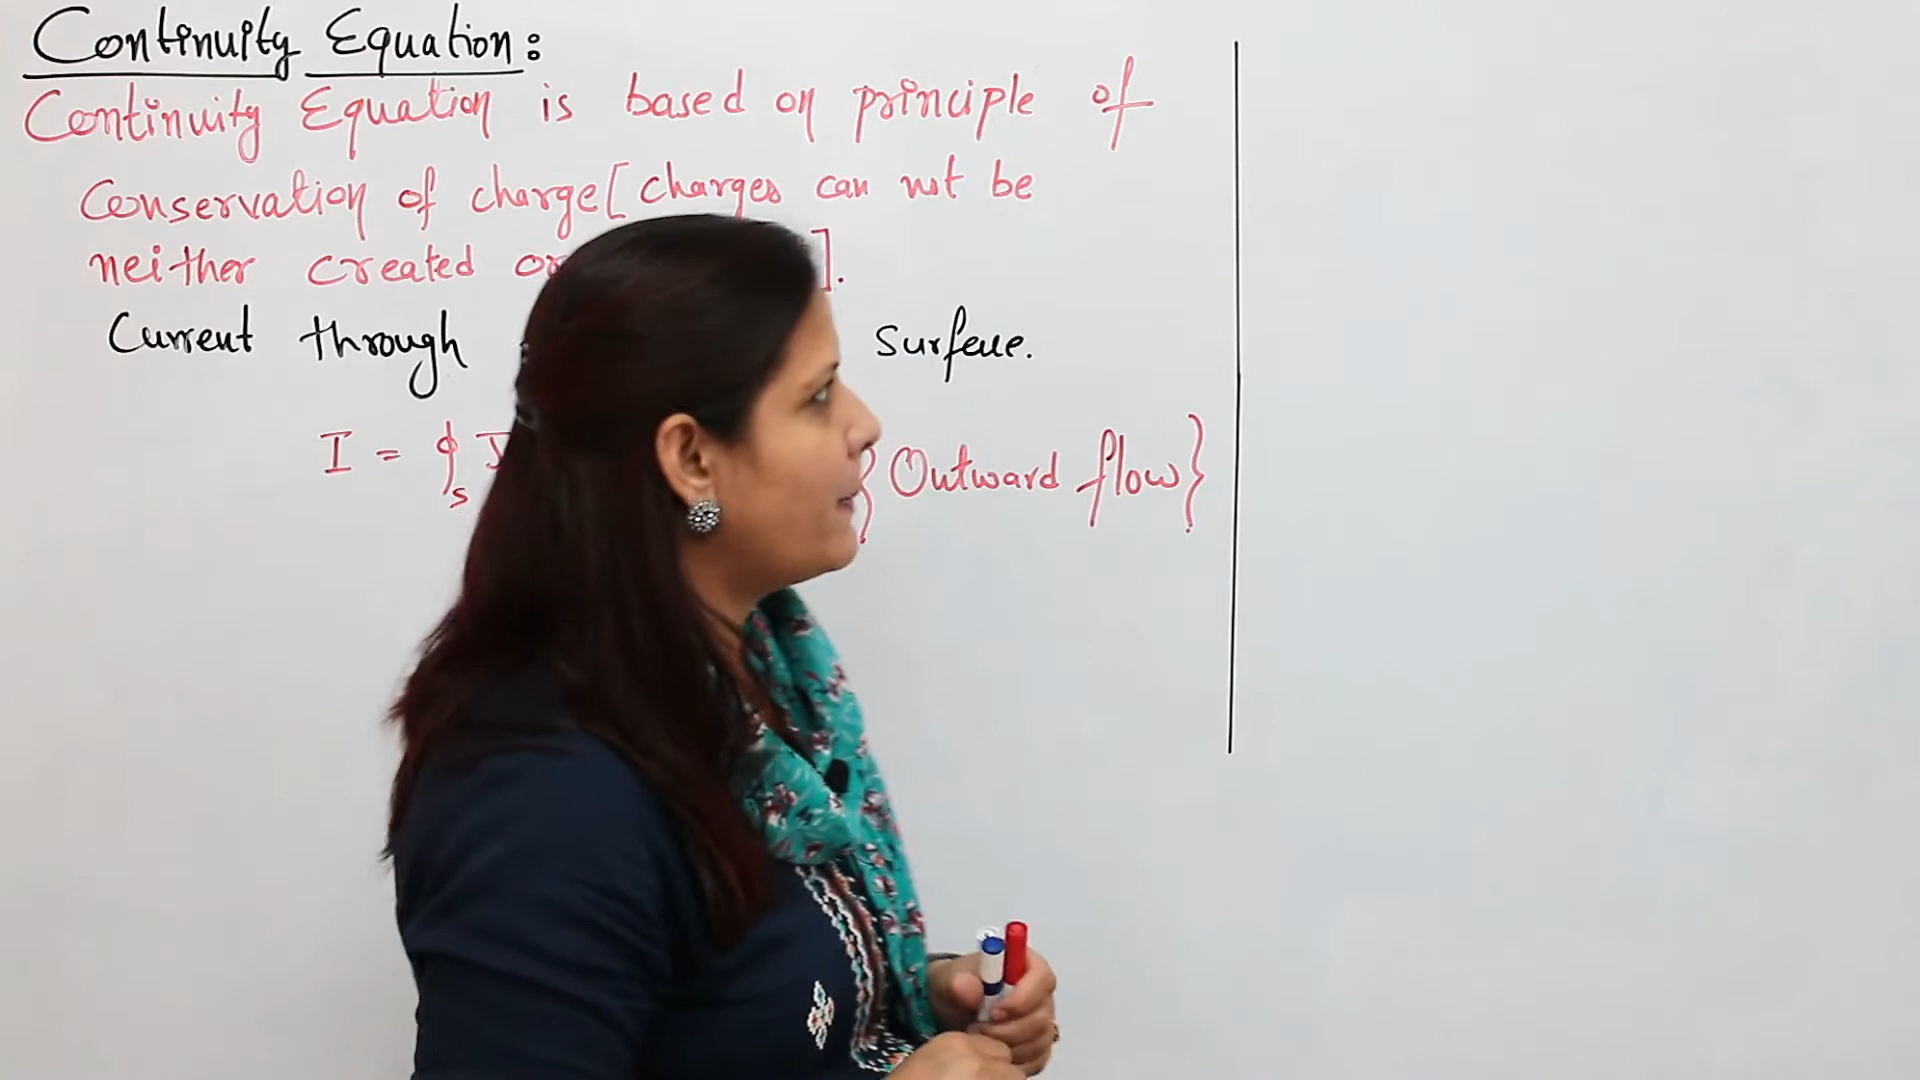 Continuity Equation:
Continuity Equation is based on principle of
Conservation of charge [charges can not be
neither created or ].
Current through surface.
I = ∮s J {Outward flow}